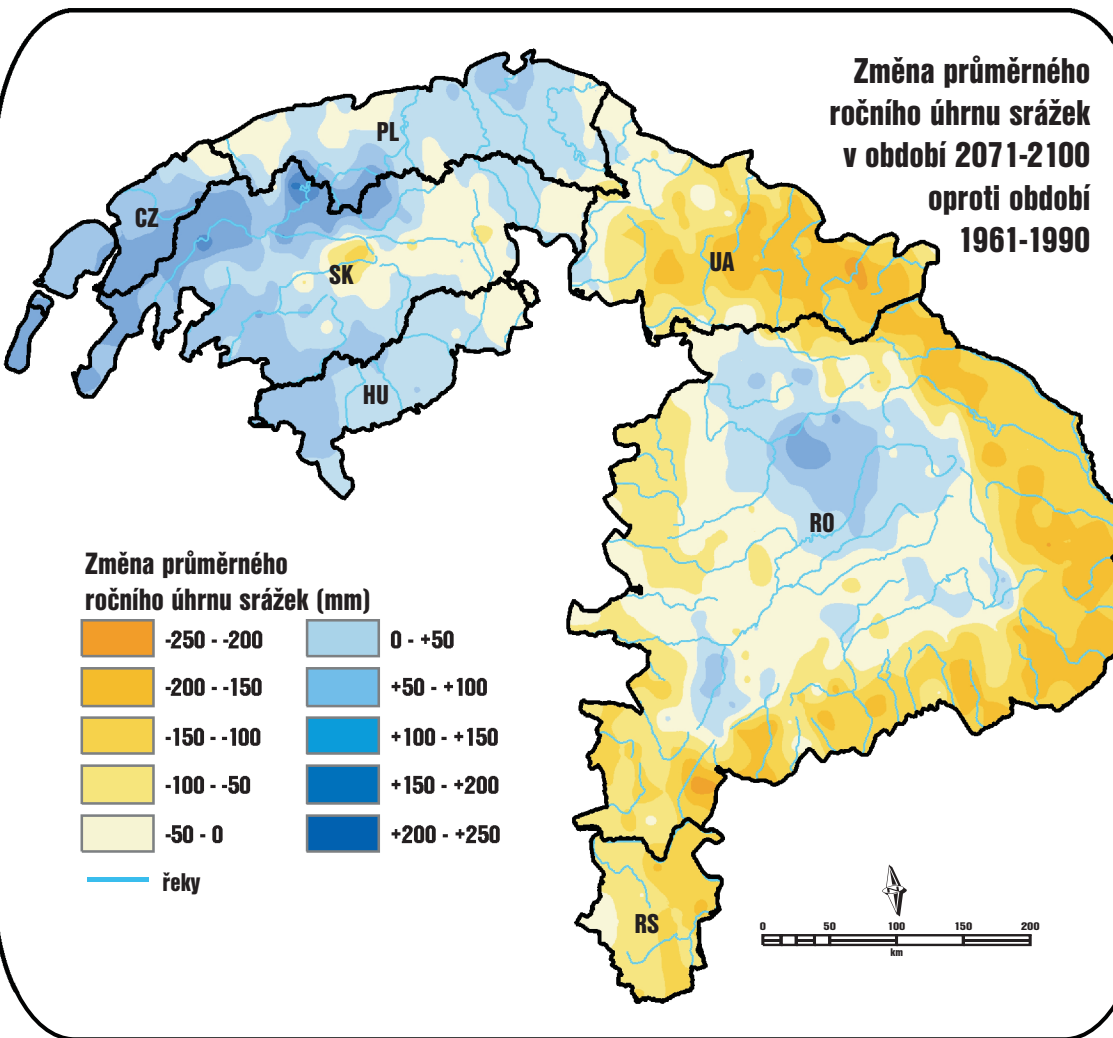 Změna průměrného
ročního úhrnu srážek
v období 2071-2100
oproti období
1961-1990
PL
CZ
SK
UA
HU
RO
RS
Změna průměrného
ročního úhrnu srážek (mm)
-250 - -200
-200 - -150
-150 - -100
-100 - -50
-50 - 0
řeky
0 - +50
+50 - +100
+100 - +150
+150 - +200
+200 - +250
0 50 100 150 200
km